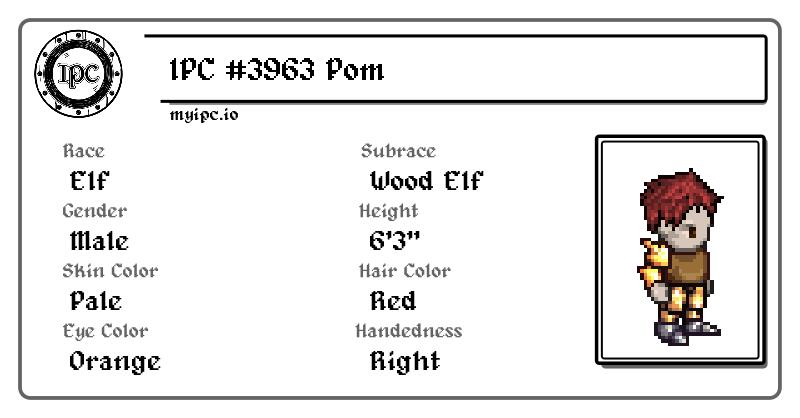 IPC
IPC #3963 Pom
myipc.io
Race
Elf
Subrace
Wood Elf
Gender
Male
Height
6'3"
Skin Color
Pale
Hair Color
Red
Eye Color
Orange
Handedness
Right